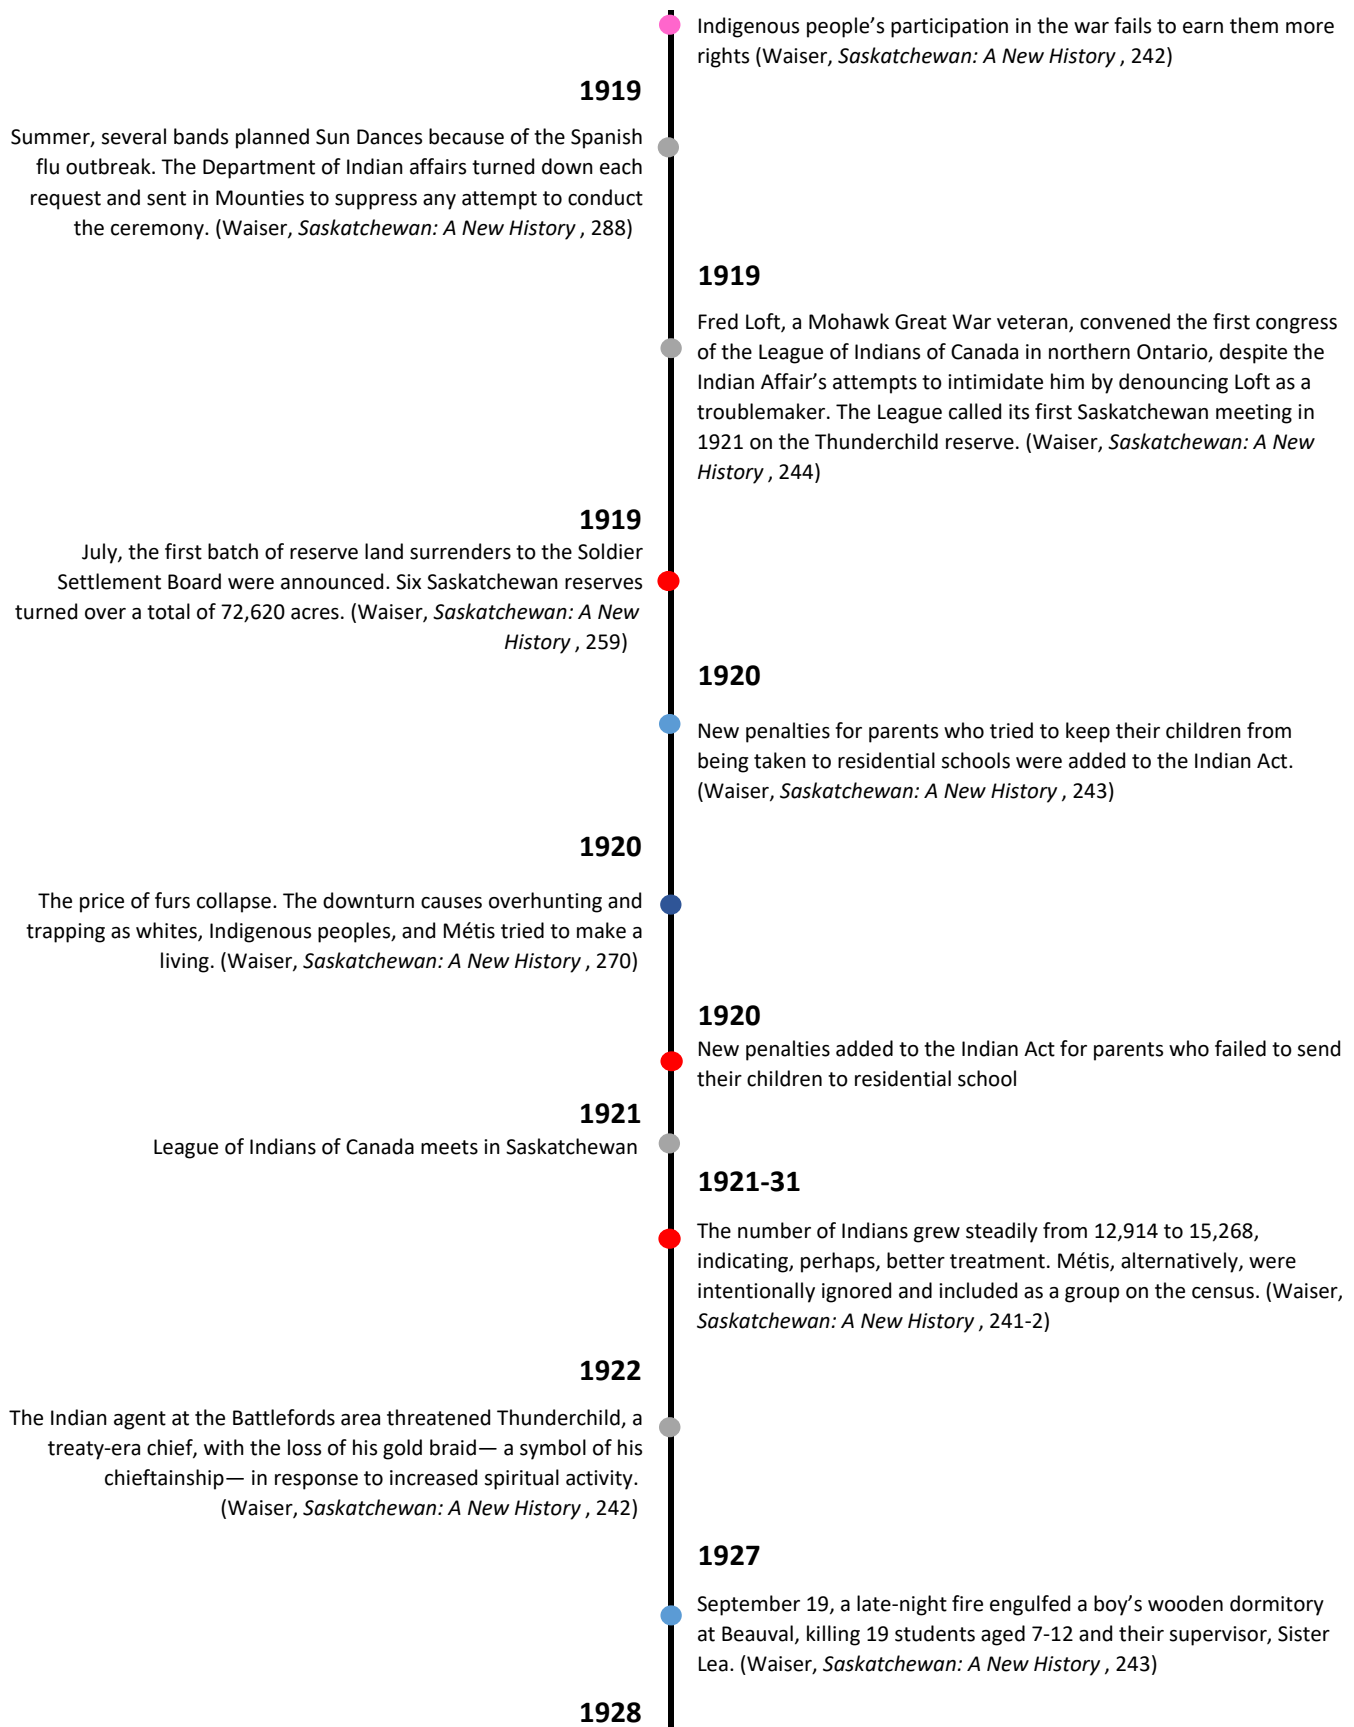 Indigenous people’s participation in the war fails to earn them more
rights (Waiser, Saskatchewan: A New History , 242)
1919
Summer, several bands planned Sun Dances because of the Spanish
flu outbreak. The Department of Indian affairs turned down each
request and sent in Mounties to suppress any attempt to conduct
the ceremony. (Waiser, Saskatchewan: A New History , 288)
1919
Fred Loft, a Mohawk Great War veteran, convened the first congress
of the League of Indians of Canada in northern Ontario, despite the
Indian Affair’s attempts to intimidate him by denouncing Loft as a
troublemaker. The League called its first Saskatchewan meeting in
1921 on the Thunderchild reserve. (Waiser, Saskatchewan: A New
History , 244)
1919
July, the first batch of reserve land surrenders to the Soldier
Settlement Board were announced. Six Saskatchewan reserves
turned over a total of 72,620 acres. (Waiser, Saskatchewan: A New
History , 259)
1920
New penalties for parents who tried to keep their children from
being taken to residential schools were added to the Indian Act.
(Waiser, Saskatchewan: A New History , 243)
1920
The price of furs collapse. The downturn causes overhunting and
trapping as whites, Indigenous peoples, and Métis tried to make a
living. (Waiser, Saskatchewan: A New History , 270)
1920
New penalties added to the Indian Act for parents who failed to send
their children to residential school
1921
League of Indians of Canada meets in Saskatchewan
1921-31
The number of Indians grew steadily from 12,914 to 15,268,
indicating, perhaps, better treatment. Métis, alternatively, were
intentionally ignored and included as a group on the census. (Waiser,
Saskatchewan: A New History , 241-2)
1922
The Indian agent at the Battlefords area threatened Thunderchild, a
treaty-era chief, with the loss of his gold braid— a symbol of his
chieftainship— in response to increased spiritual activity.
(Waiser, Saskatchewan: A New History , 242)
1927
September 19, a late-night fire engulfed a boy’s wooden dormitory
at Beauval, killing 19 students aged 7-12 and their supervisor, Sister
Lea. (Waiser, Saskatchewan: A New History , 243)
1928